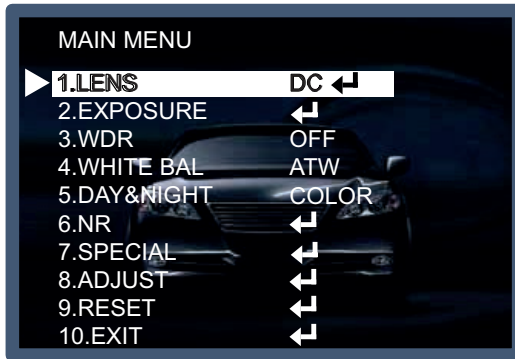 MAIN MENU
1.LENS DC ↵
2.EXPOSURE ↵
3.WDR OFF
4.WHITE BAL ATW
5.DAY&NIGHT COLOR
6.NR ↵
7.SPECIAL ↵
8.ADJUST ↵
9.RESET ↵
10.EXIT ↵